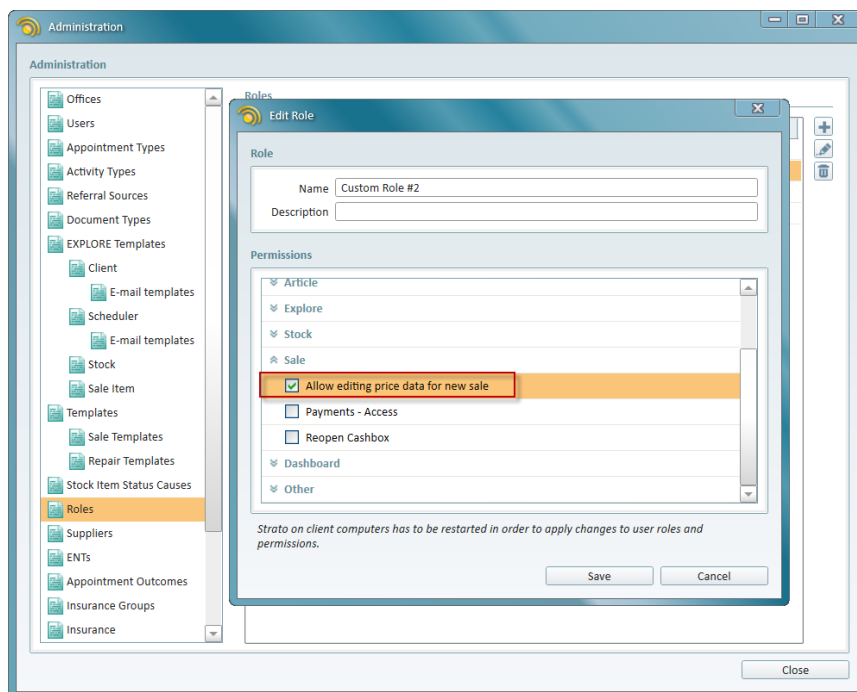 Administration
Administration
Offices
Users
Appointment Types
Activity Types
Referral Sources
Document Types
EXPLORE Templates
Client
E-mail templates
Scheduler
E-mail templates
Stock
Sale Item
Templates
Sale Templates
Repair Templates
Stock Item Status Causes
Roles
Suppliers
ENTs
Appointment Outcomes
Insurance Groups
Insurance
Roles
Edit Role
Role
Name Custom Role #2
Description
Permissions
Article
Explore
Stock
Sale
Allow editing price data for new sale
Payments - Access
Reopen Cashbox
Dashboard
Other
Strato on client computers has to be restarted in order to apply changes to user roles and
permissions.
Save Cancel
Close